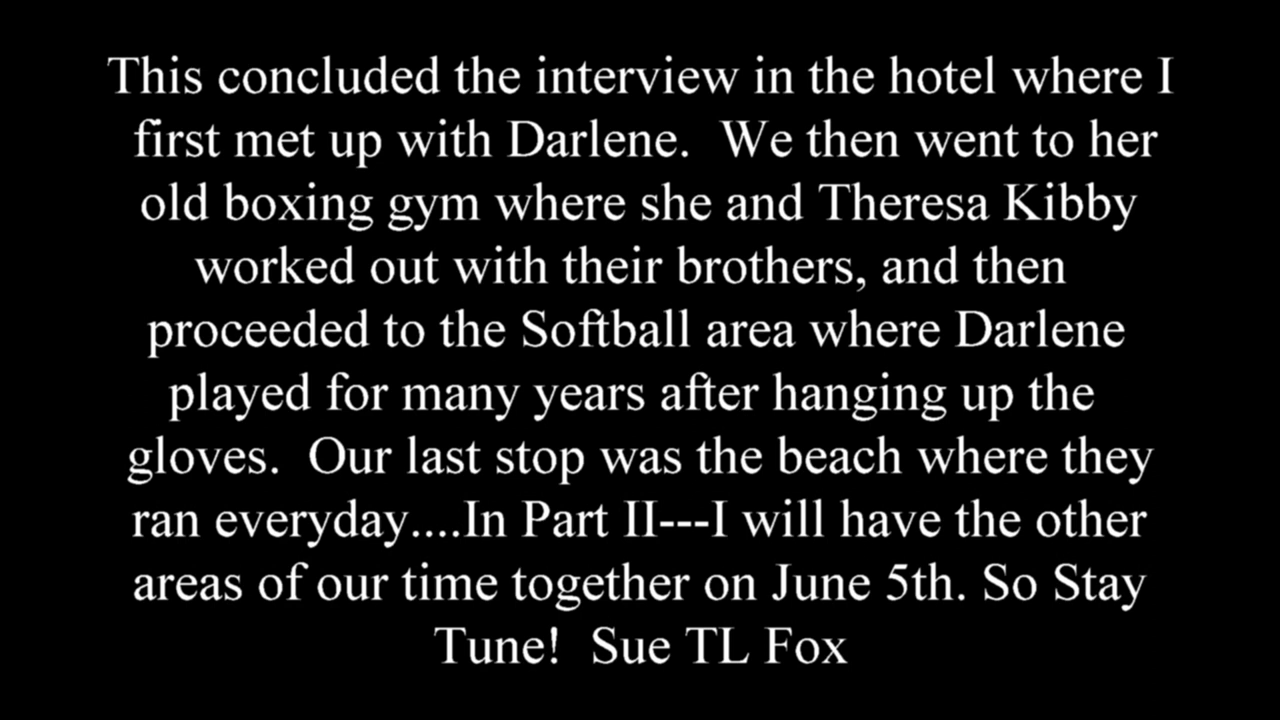 This concluded the interview in the hotel where I
first met up with Darlene.  We then went to her
old boxing gym where she and Theresa Kibby
worked out with their brothers, and then
proceeded to the Softball area where Darlene
played for many years after hanging up the
gloves.  Our last stop was the beach where they
ran everyday....In Part II---I will have the other
areas of our time together on June 5th. So Stay
Tune!  Sue TL Fox